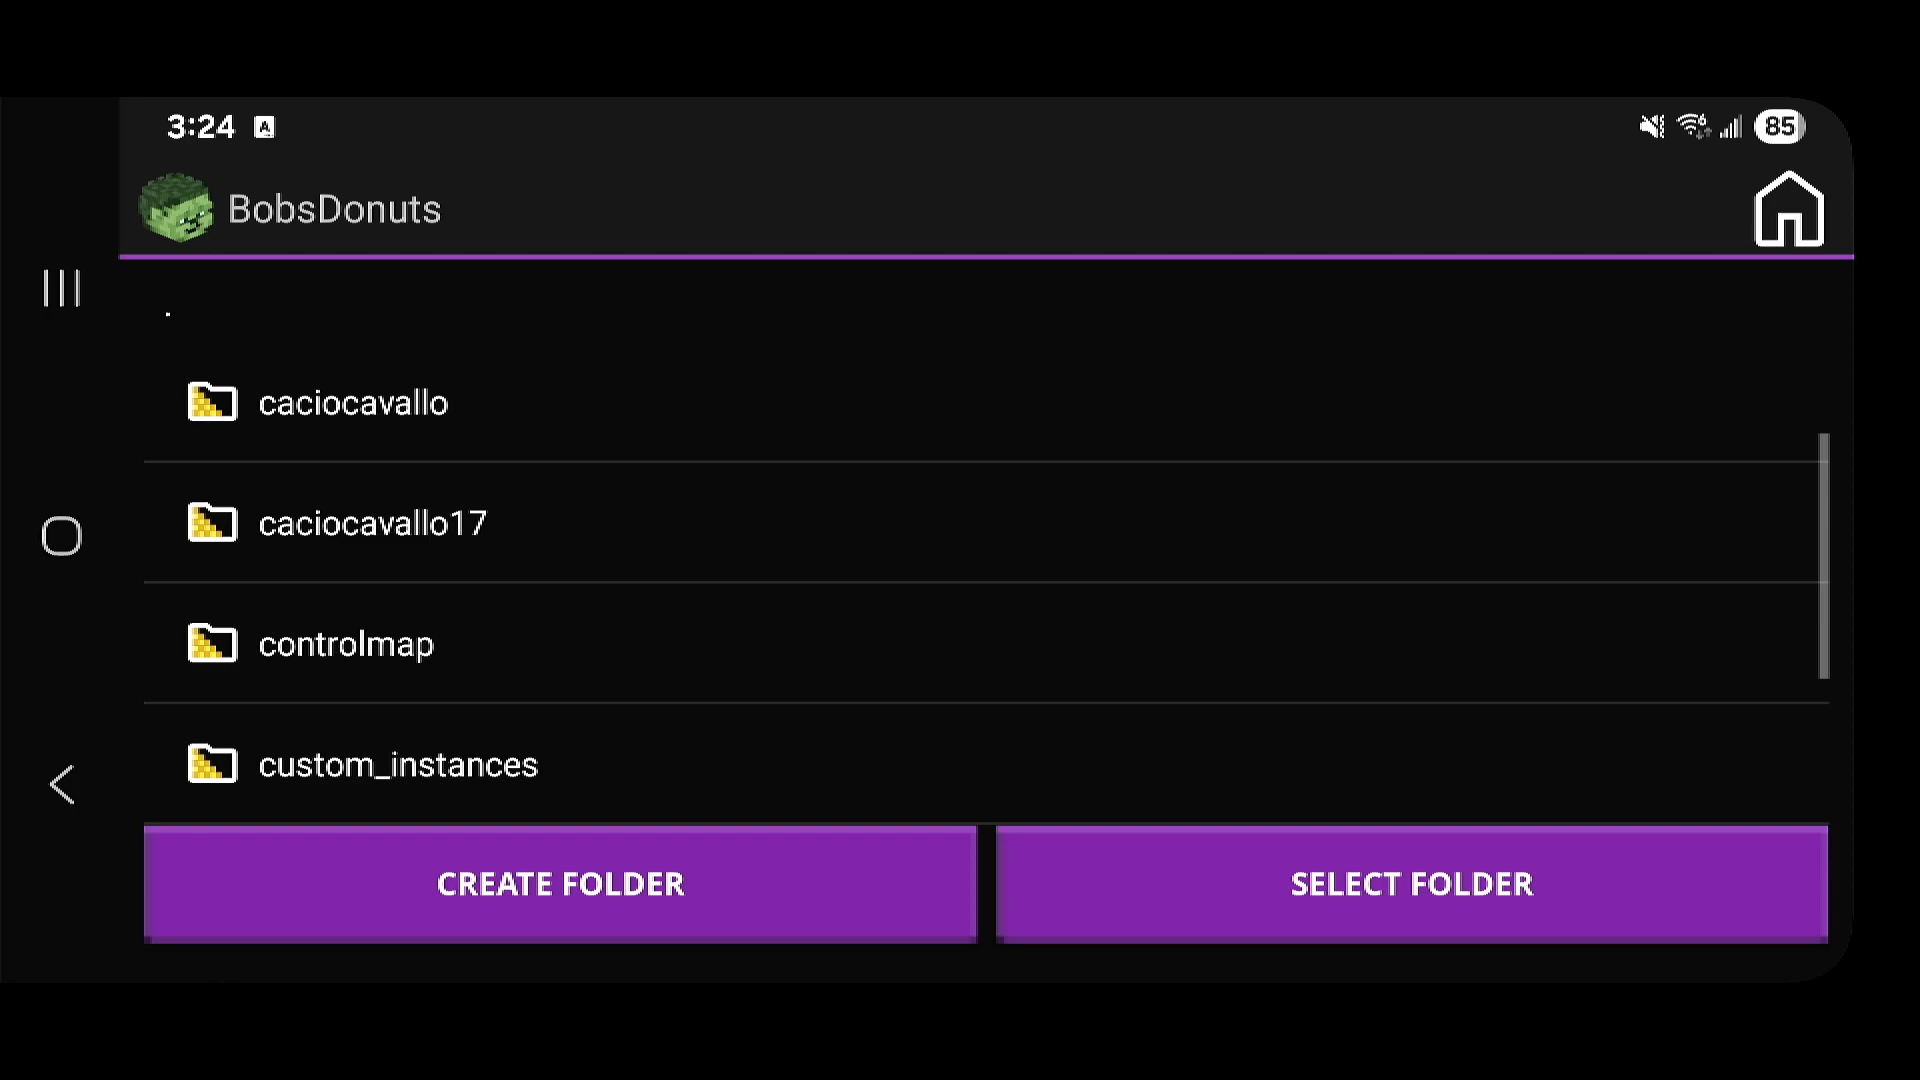 3:24 A 85
BobsDonuts
.
caciocavallo
caciocavallo17
controlmap
custom_instances
CREATE FOLDER SELECT FOLDER